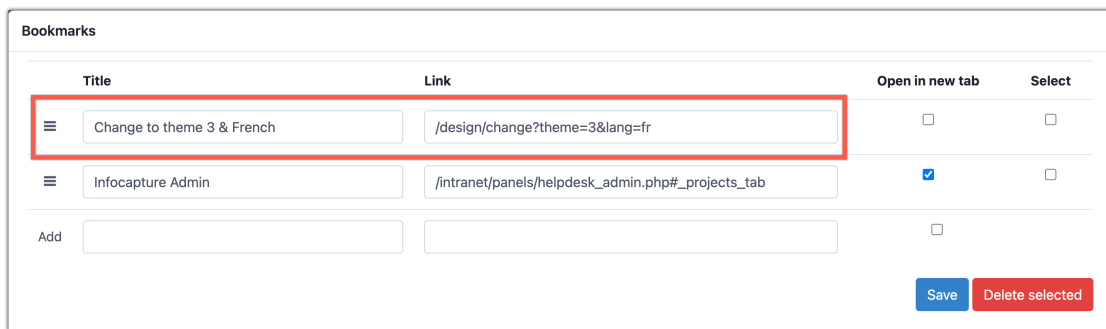 Bookmarks
Title Link Open in new tab Select
Change to theme 3 & French /design/change?theme=3&lang=fr
Infocapture Admin /intranet/panels/helpdesk_admin.php#_projects_tab
Add
Save Delete selected